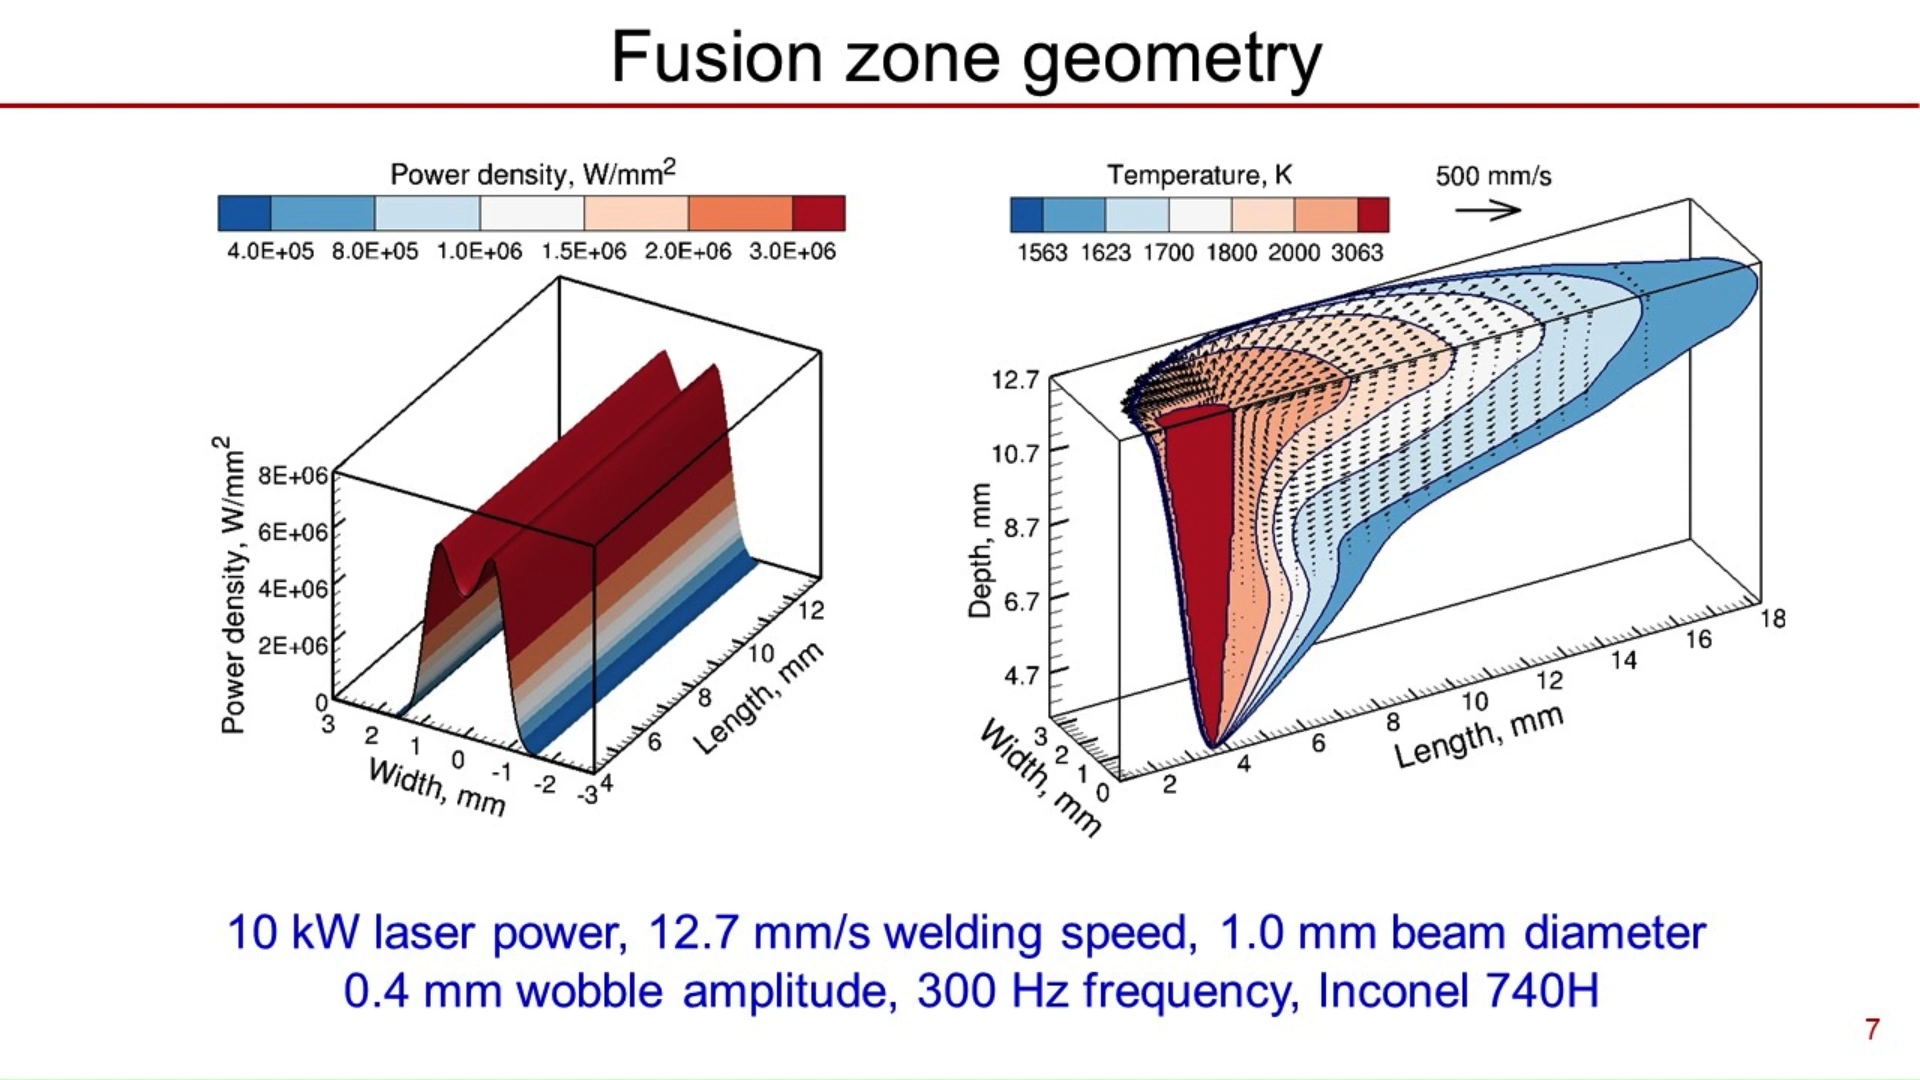 Fusion zone geometry
Power density, W/mm2
4.0E+05 8.0E+05 1.0E+06 1.5E+06 2.0E+06 3.0E+06
Power density, W/mm2
8E+06
6E+06
4E+06
2E+06
0
3 2 1 0 -1 -2 -3
Width, mm
4 6 8 10 12
Length, mm
Temperature, K
1563 1623 1700 1800 2000 3063
500 mm/s
Depth, mm
12.7
10.7
8.7
6.7
4.7
3 2 1 0
Width, mm
2 4 6 8 10 12 14 16 18
Length, mm
10 kW laser power, 12.7 mm/s welding speed, 1.0 mm beam diameter
0.4 mm wobble amplitude, 300 Hz frequency, Inconel 740H
7